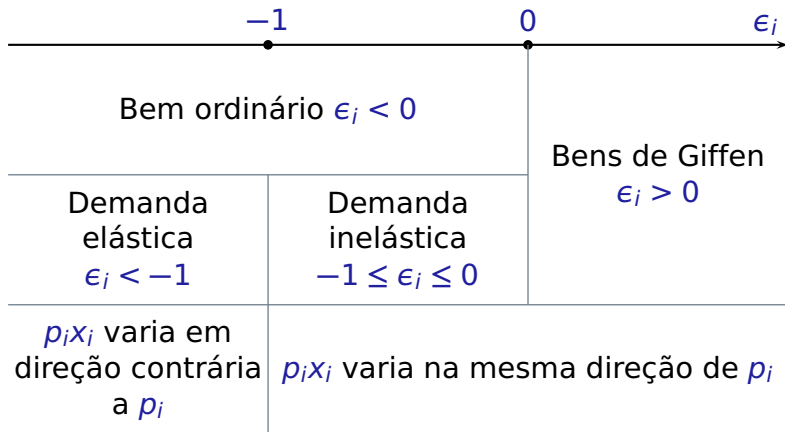 −1 0 ϵi
Bem ordinário ϵi < 0
Bens de Giffen
ϵi > 0
Demanda
elástica
ϵi < −1
Demanda
inelástica
−1 ≤ ϵi ≤ 0
pixi varia em
direção contrária
a pi
pixi varia na mesma direção de pi